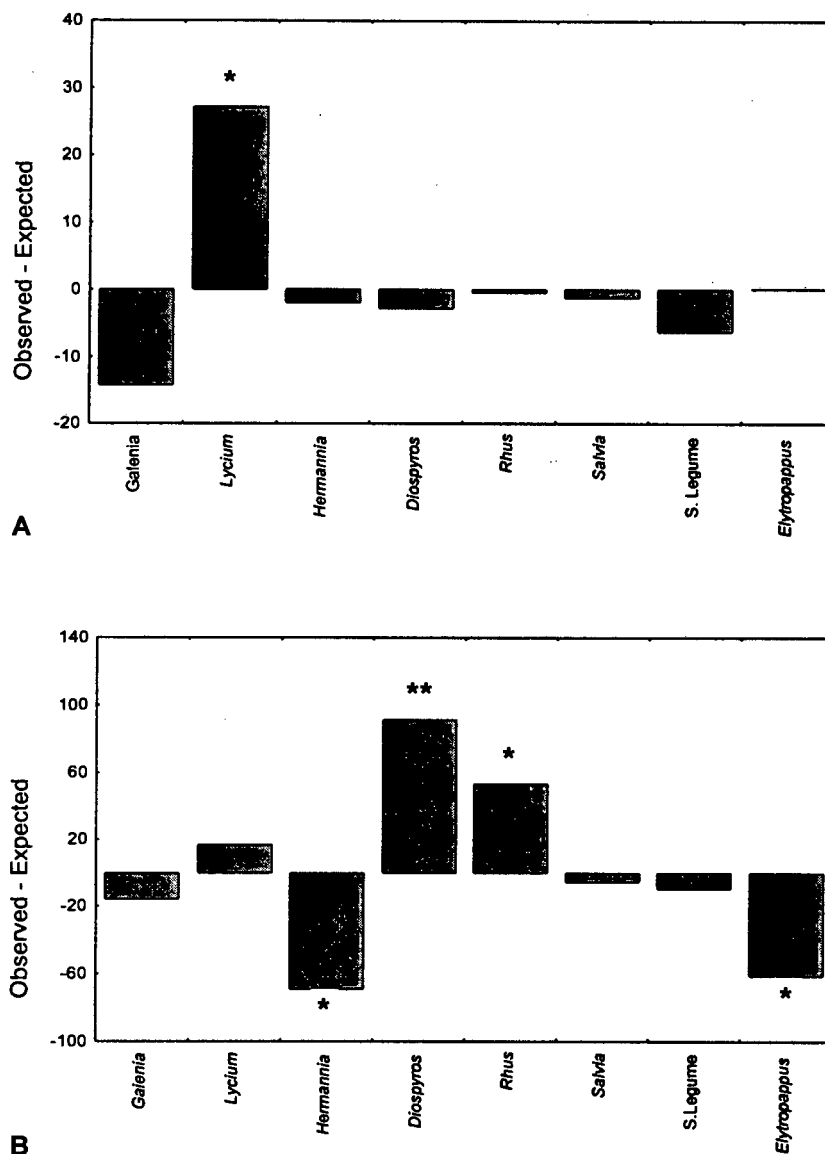 40
30
20
10
0
-10
-20
Observed - Expected
*
Galenia
Lycium
Hermannia
Diospyros
Rhus
Salvia
S. Legume
Elytropappus
A
140
100
60
20
-20
-60
-100
Observed - Expected
**
*
*
*
Galenia
Lycium
Hermannia
Diospyros
Rhus
Salvia
S.Legume
Elytropappus
B